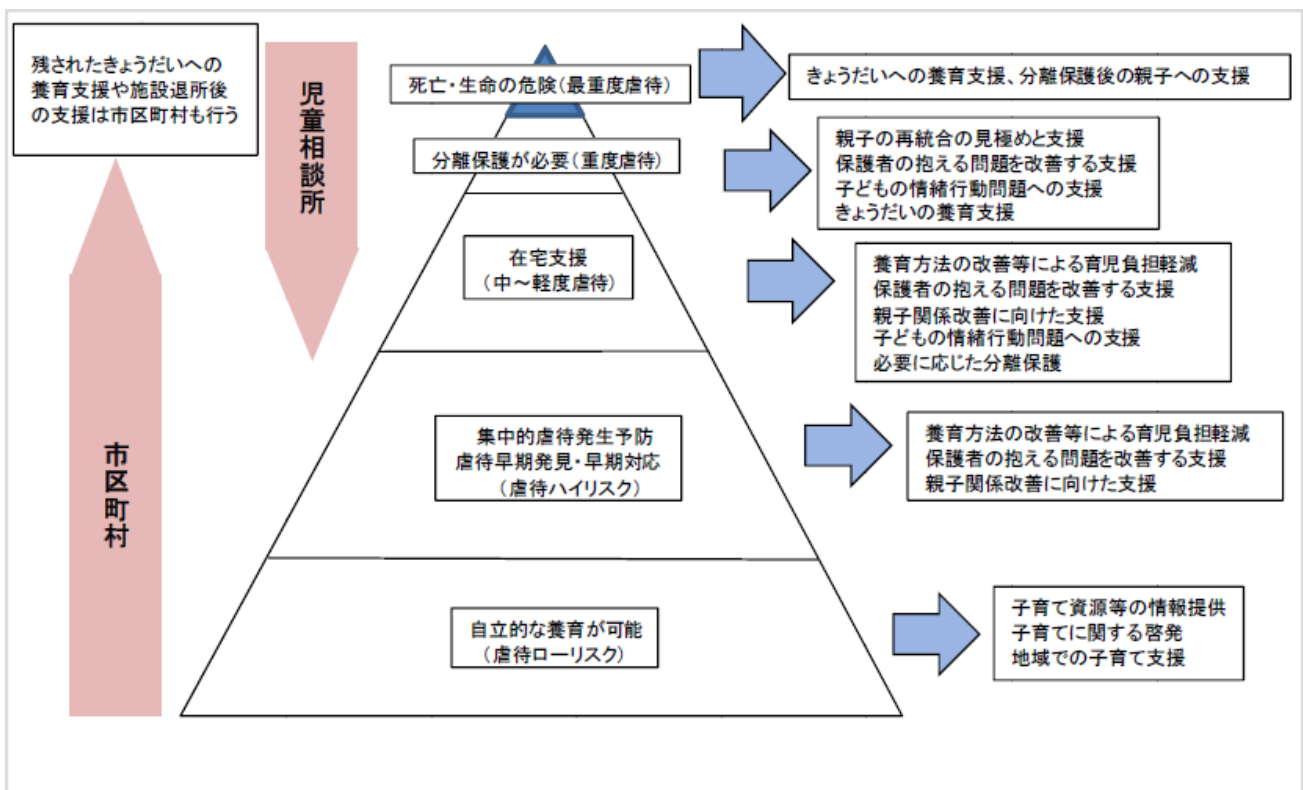 残されたきょうだいへの
養育支援や施設退所後
の支援は市区町村も行う
児童相談所
市区町村
死亡・生命の危険(最重度虐待)
きょうだいへの養育支援、分離保護後の親子への支援
分離保護が必要(重度虐待)
親子の再統合の見極めと支援
保護者の抱える問題を改善する支援
子どもの情緒行動問題への支援
きょうだいの養育支援
在宅支援
(中～軽度虐待)
養育方法の改善等による育児負担軽減
保護者の抱える問題を改善する支援
親子関係改善に向けた支援
子どもの情緒行動問題への支援
必要に応じた分離保護
集中的虐待発生予防
虐待早期発見・早期対応
(虐待ハイリスク)
養育方法の改善等による育児負担軽減
保護者の抱える問題を改善する支援
親子関係改善に向けた支援
自立的な養育が可能
(虐待ローリスク)
子育て資源等の情報提供
子育てに関する啓発
地域での子育て支援